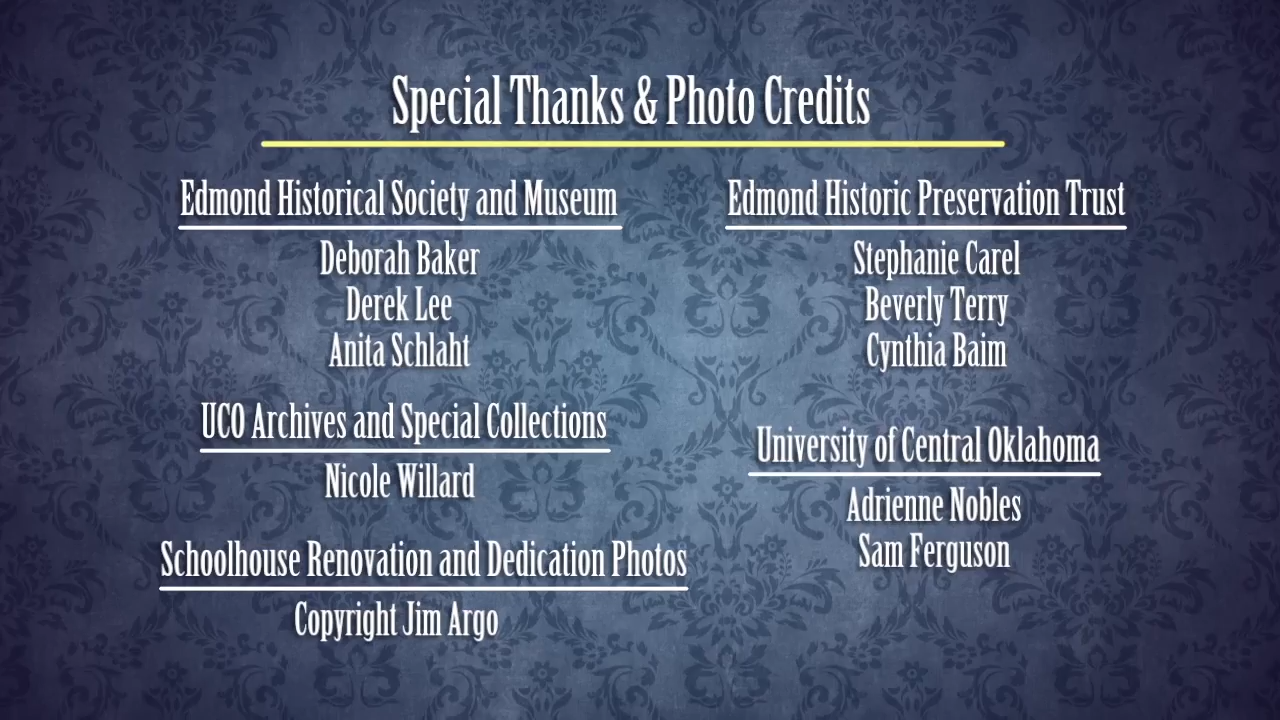 Special Thanks & Photo Credits
Edmond Historical Society and Museum
Deborah Baker
Derek Lee
Anita Schlaht
UCO Archives and Special Collections
Nicole Willard
Schoolhouse Renovation and Dedication Photos
Copyright Jim Argo
Edmond Historic Preservation Trust
Stephanie Carel
Beverly Terry
Cynthia Baim
University of Central Oklahoma
Adrienne Nobles
Sam Ferguson